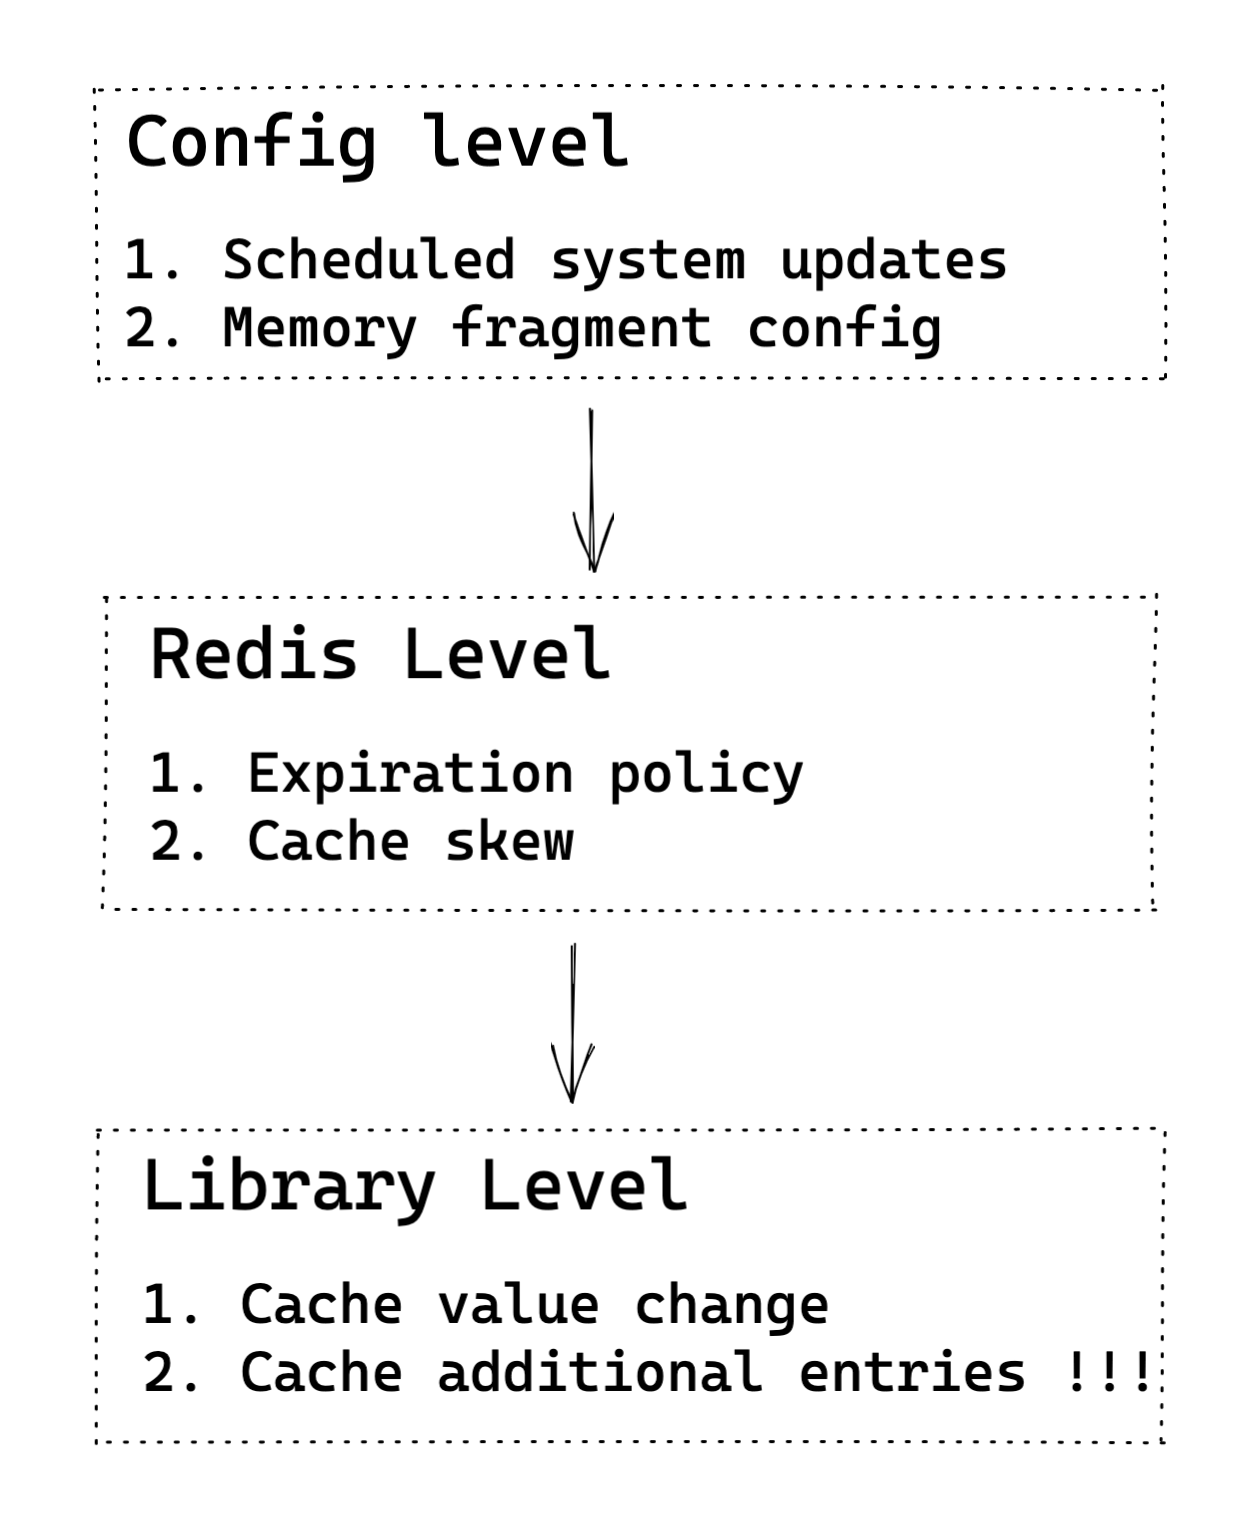 Config level
1. Scheduled system updates
2. Memory fragment config
Redis Level
1. Expiration policy
2. Cache skew
Library Level
1. Cache value change
2. Cache additional entries !!!